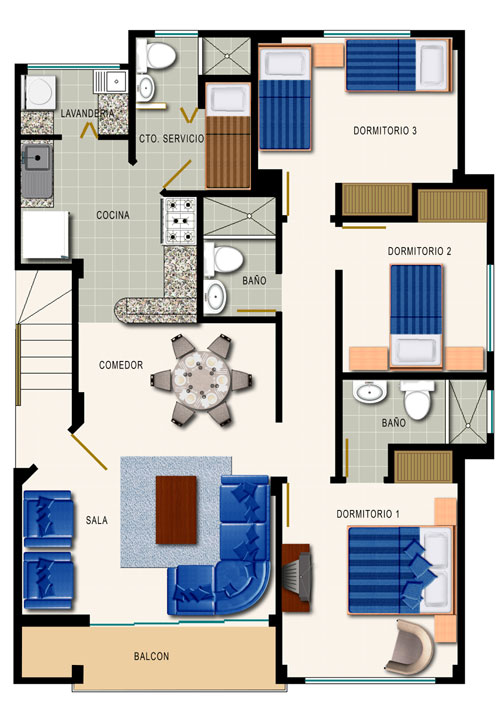 LAVANDERIA
CTO. SERVICIO
DORMITORIO 3
COCINA
DORMITORIO 2
BAÑO
COMEDOR
BAÑO
SALA
DORMITORIO 1
BALCON